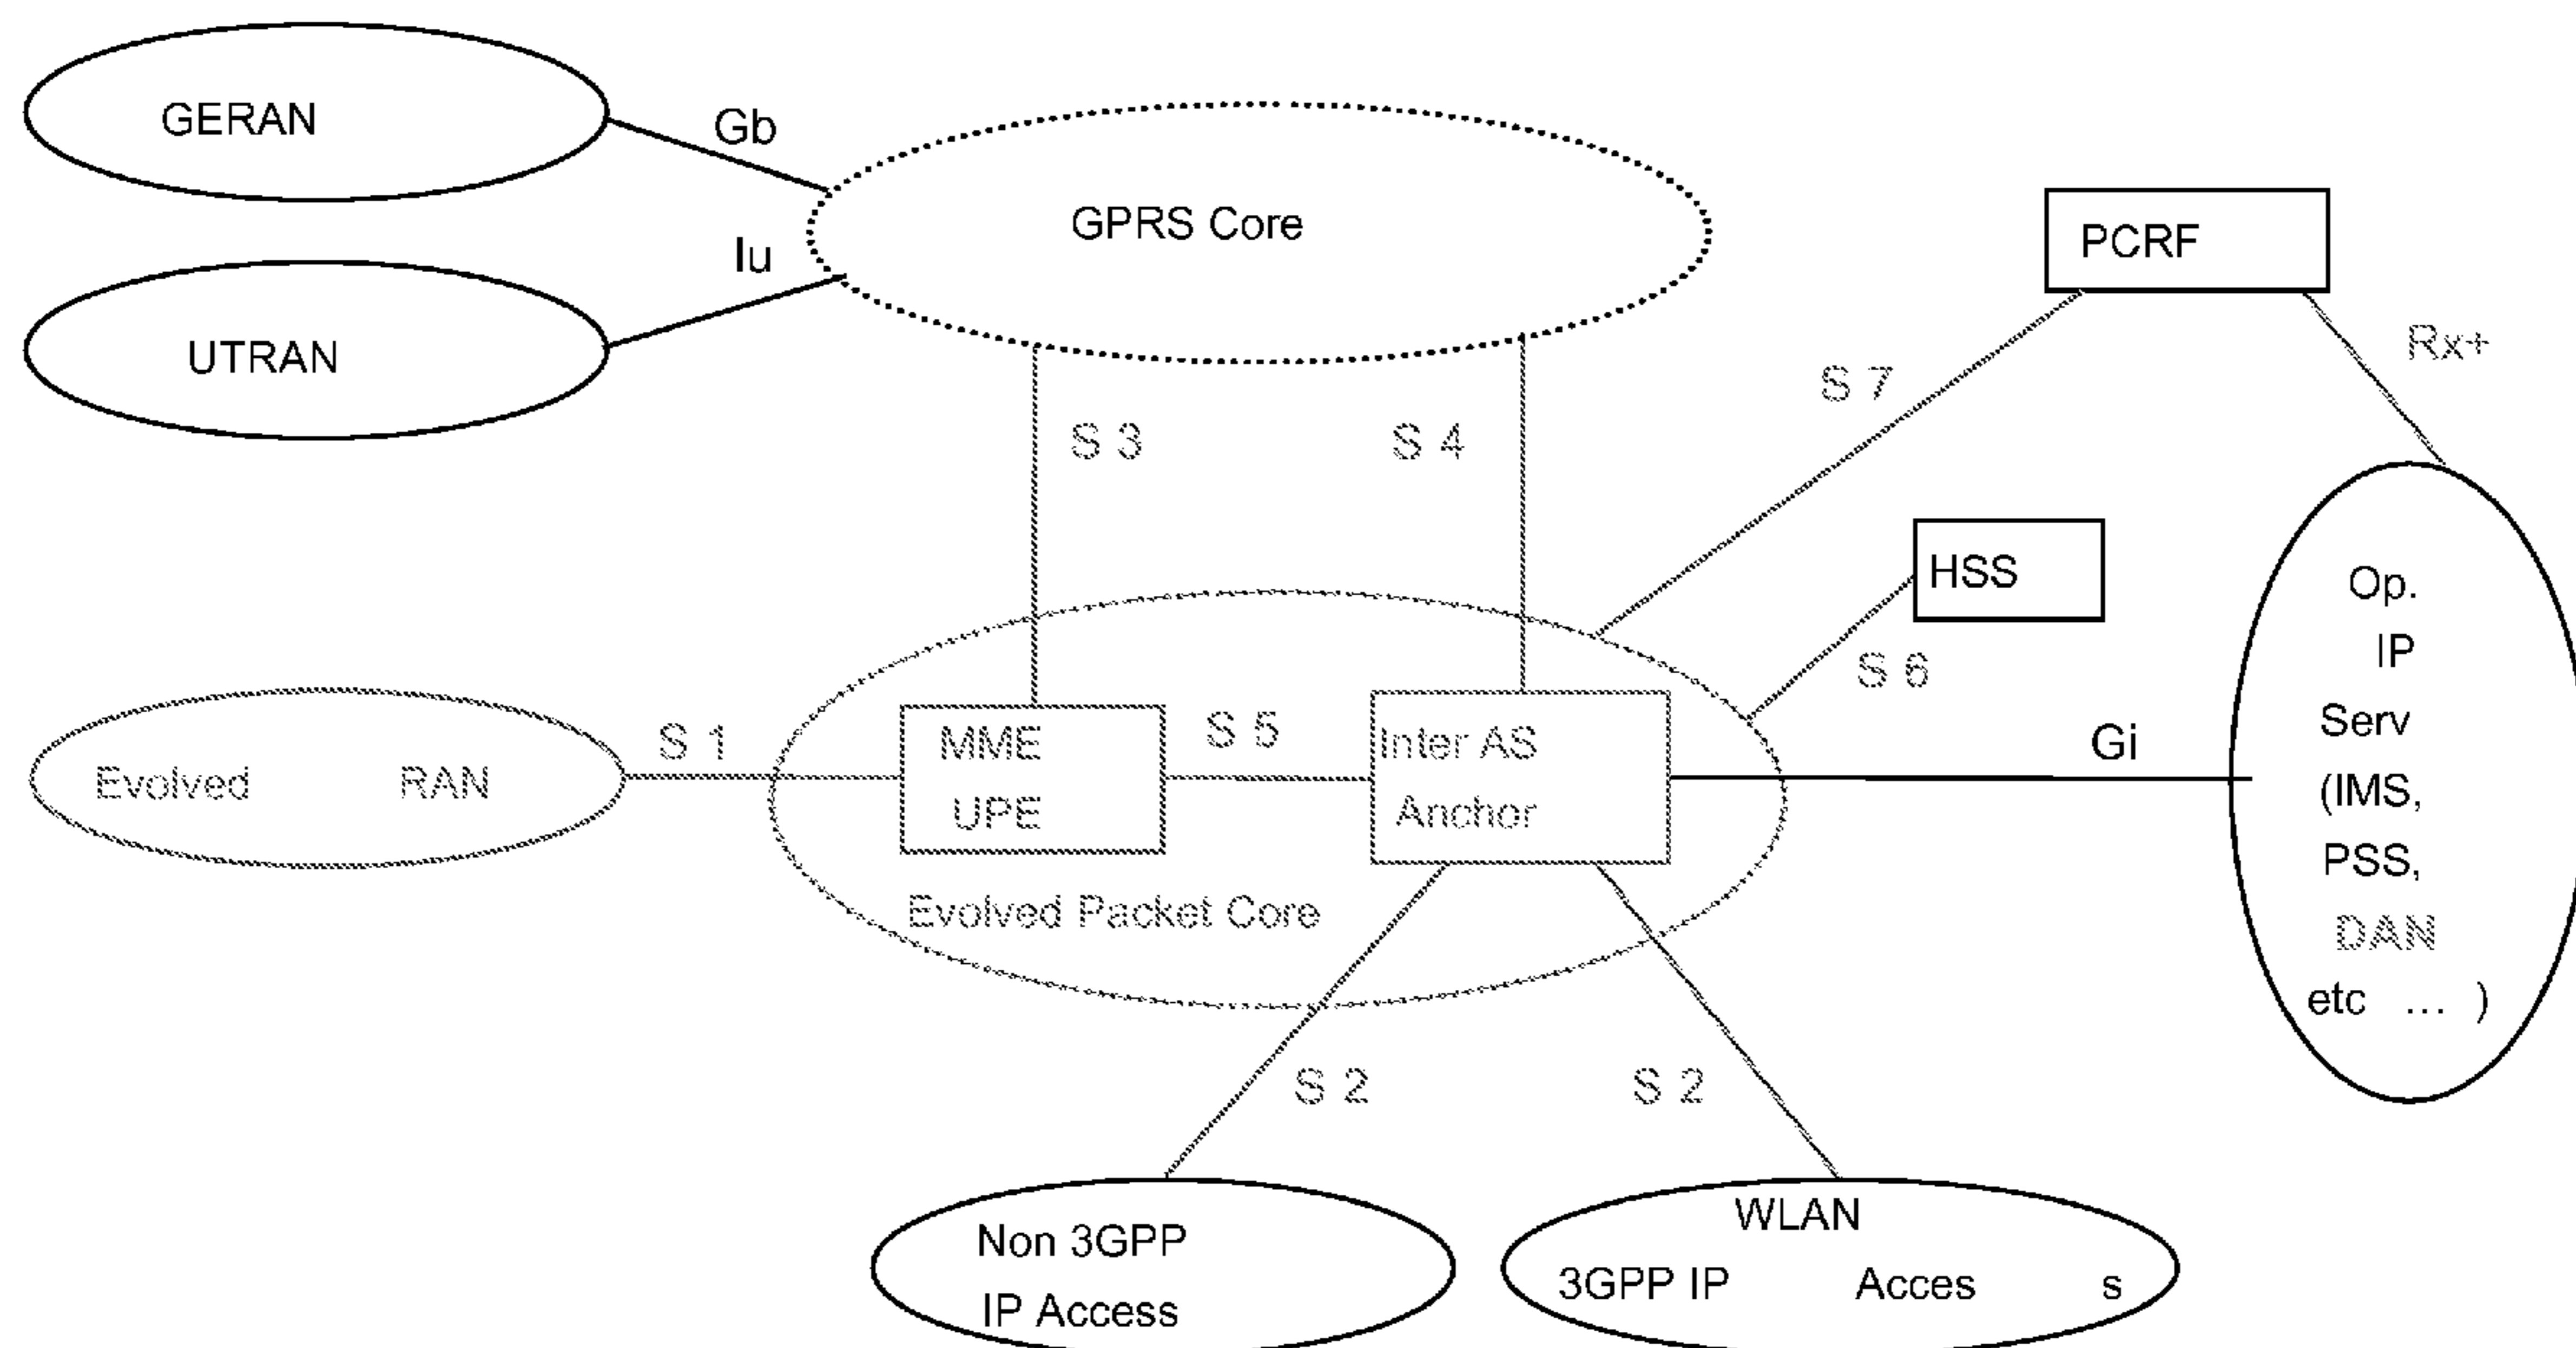 GERAN
Gb
GPRS Core
PCRF
Iu
UTRAN
Rx+
S 7
S 3
S 4
HSS
Op.
IP
Serv
(IMS,
PSS,
DAN
etc ... )
S 6
Gi
Evolved RAN
S 1
MME
UPE
S 5
Inter AS
Anchor
Evolved Packet Core
S 2
S 2
Non 3GPP
IP Access
WLAN
3GPP IP Acces s